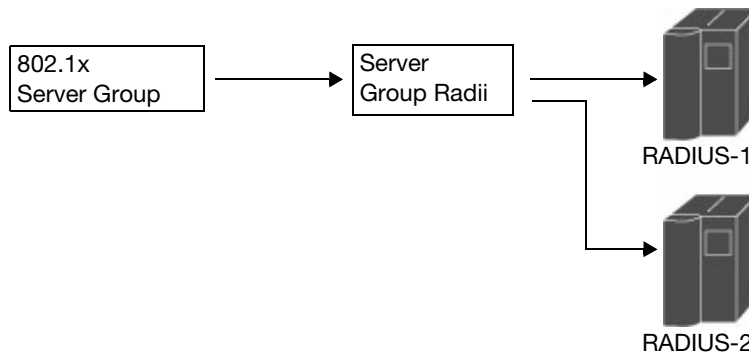 802.1x
Server Group
Server
Group Radii
RADIUS-1
RADIUS-2